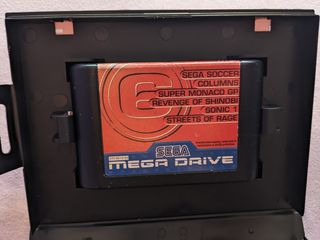 6
SEGA SOCCER
COLUMNS
SUPER MONACO GP
REVENGE OF SHINOBI
SONIC 1
STREETS OF RAGE
SEGA
MEGA DRIVE